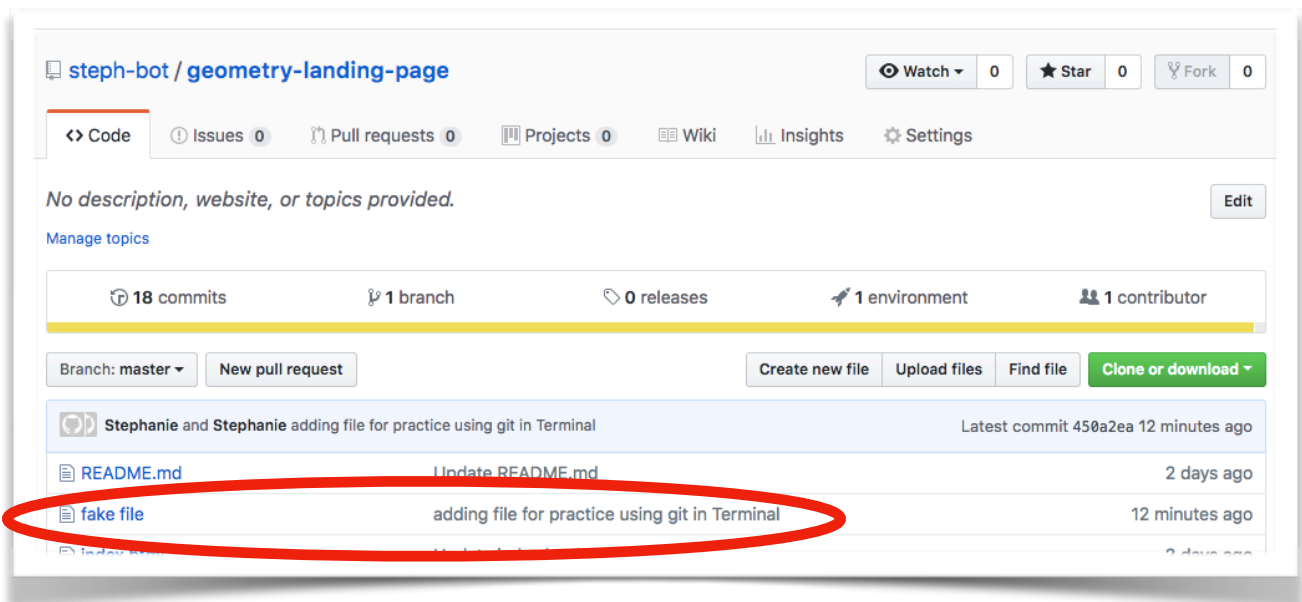 steph-bot / geometry-landing-page
Watch 0 Star 0 Fork 0
Code Issues 0 Pull requests 0 Projects 0 Wiki Insights Settings
No description, website, or topics provided. Edit
Manage topics
18 commits 1 branch 0 releases 1 environment 1 contributor
Branch: master New pull request Create new file Upload files Find file Clone or download
Stephanie and Stephanie adding file for practice using git in Terminal Latest commit 450a2ea 12 minutes ago
README.md Update README.md 2 days ago
fake file adding file for practice using git in Terminal 12 minutes ago
2 days ago